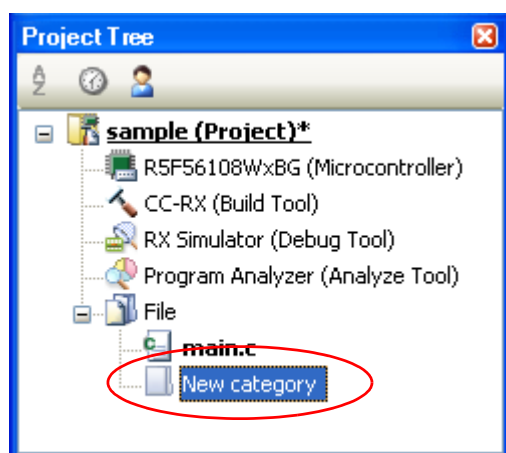 Project Tree
sample (Project)*
R5F56108WxBG (Microcontroller)
CC-RX (Build Tool)
RX Simulator (Debug Tool)
Program Analyzer (Analyze Tool)
File
main.c
New category